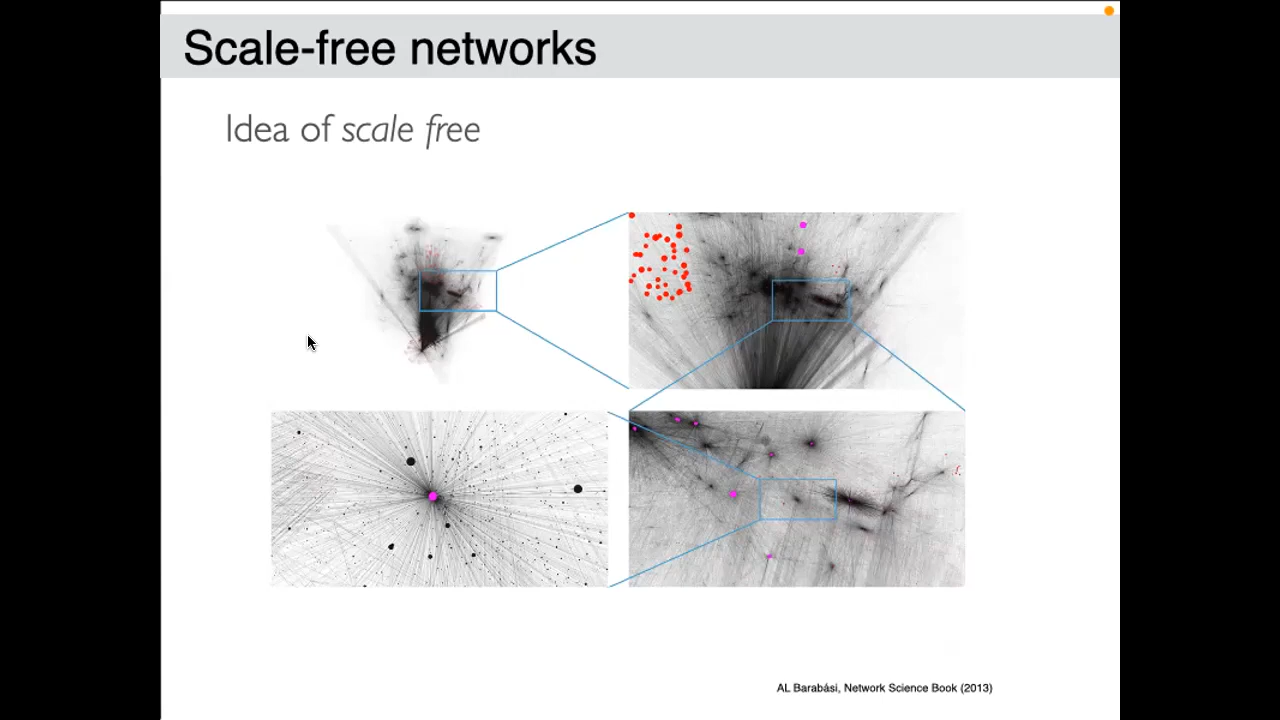 Scale-free networks
Idea of scale free
AL Barabási, Network Science Book (2013)